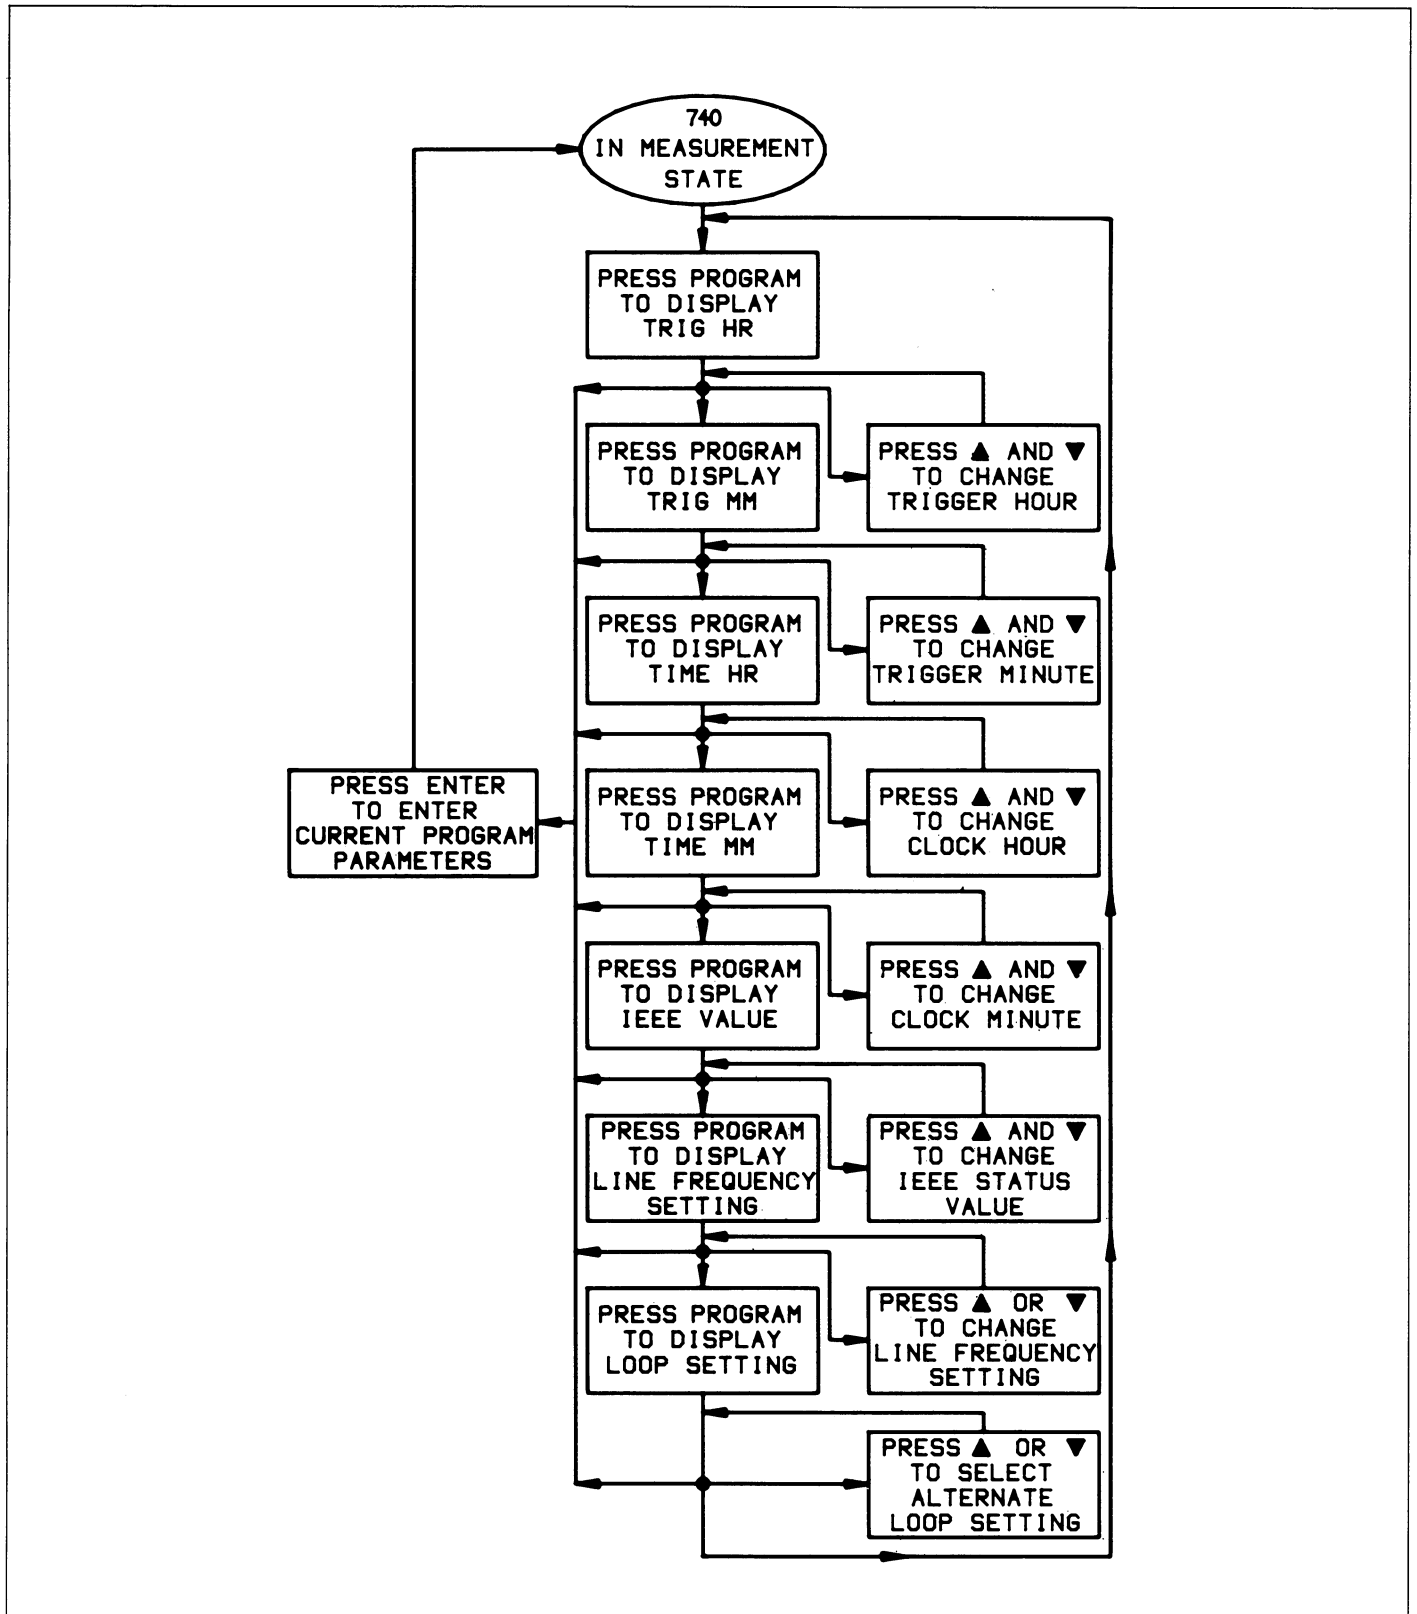 740
IN MEASUREMENT
STATE
PRESS PROGRAM
TO DISPLAY
TRIG HR
PRESS PROGRAM
TO DISPLAY
TRIG MM
PRESS ▲ AND ▼
TO CHANGE
TRIGGER HOUR
PRESS PROGRAM
TO DISPLAY
TIME HR
PRESS ▲ AND ▼
TO CHANGE
TRIGGER MINUTE
PRESS ENTER
TO ENTER
CURRENT PROGRAM
PARAMETERS
PRESS PROGRAM
TO DISPLAY
TIME MM
PRESS ▲ AND ▼
TO CHANGE
CLOCK HOUR
PRESS PROGRAM
TO DISPLAY
IEEE VALUE
PRESS ▲ AND ▼
TO CHANGE
CLOCK MINUTE
PRESS PROGRAM
TO DISPLAY
LINE FREQUENCY
SETTING
PRESS ▲ AND ▼
TO CHANGE
IEEE STATUS
VALUE
PRESS PROGRAM
TO DISPLAY
LOOP SETTING
PRESS ▲ OR ▼
TO CHANGE
LINE FREQUENCY
SETTING
PRESS ▲ OR ▼
TO SELECT
ALTERNATE
LOOP SETTING